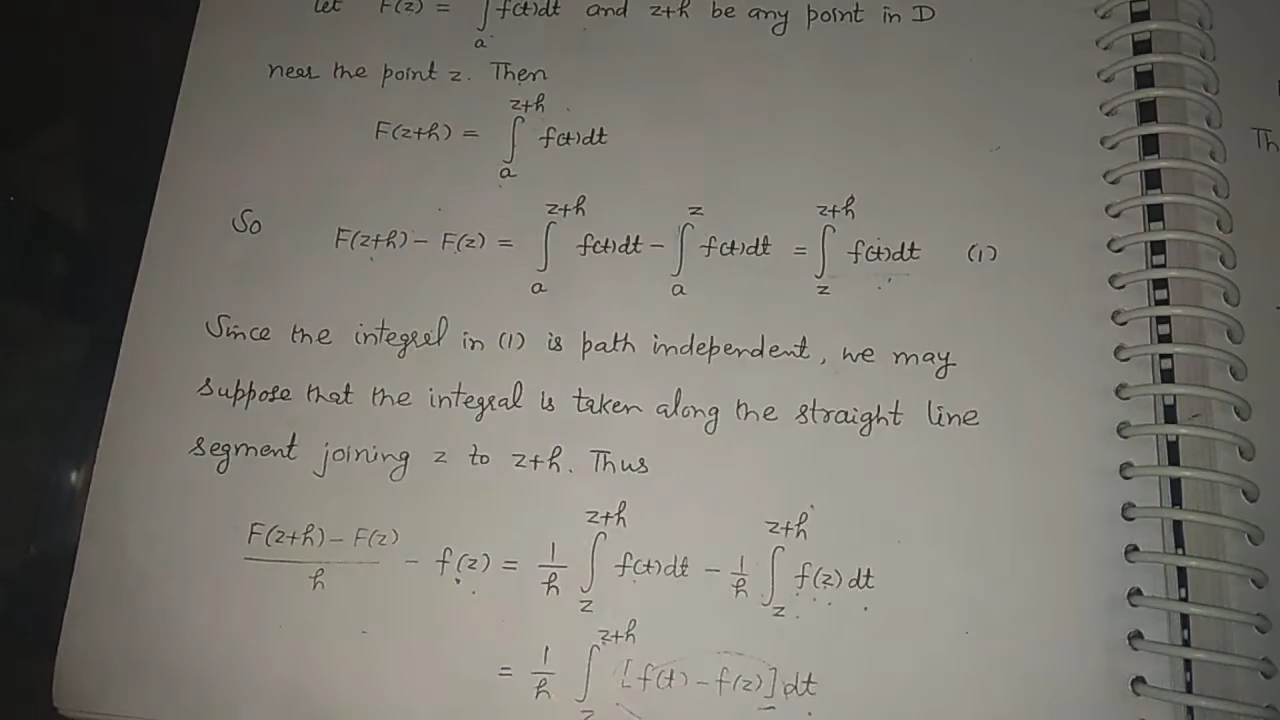 let F(z) = ∫_a f(t)dt and z+h be any point in D
near the point z. Then
F(z+h) = ∫_a^{z+h} f(t)dt
So F(z+h) – F(z) = ∫_a^{z+h} f(t)dt – ∫_a^z f(t)dt = ∫_z^{z+h} f(t)dt (1)
Since the integral in (1) is path independent, we may
suppose that the integral is taken along the straight line
segment joining z to z+h. Thus
(F(z+h) – F(z))/h – f(z) = 1/h ∫_z^{z+h} f(t)dt – 1/h ∫_z^{z+h} f(z)dt
= 1/h ∫_z^{z+h} [f(t) – f(z)]dt
Th